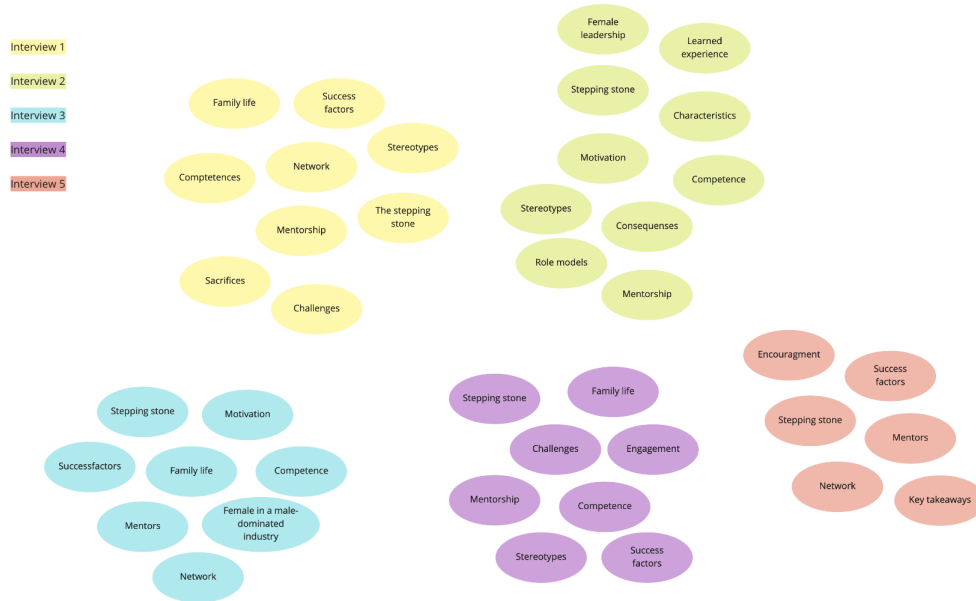 Interview 1
Interview 2
Interview 3
Interview 4
Interview 5
Family life
Success
factors
Stereotypes
Comptetences
Network
The stepping
stone
Mentorship
Sacrifices
Challenges
Female
leadership
Learned
experience
Stepping stone
Characteristics
Motivation
Competence
Stereotypes
Consequenses
Role models
Mentorship
Stepping stone
Motivation
Successfactors
Family life
Competence
Mentors
Female in a male-
dominated
industry
Network
Stepping stone
Family life
Challenges
Engagement
Mentorship
Competence
Stereotypes
Success
factors
Encouragment
Success
factors
Stepping stone
Mentors
Network
Key takeaways